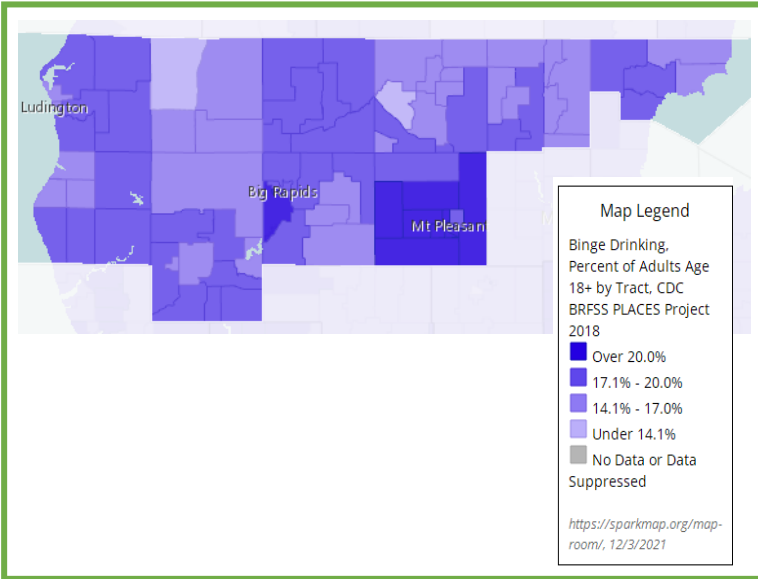 Ludington
Big Rapids
Mt Pleasan
Map Legend
Binge Drinking,
Percent of Adults Age
18+ by Tract, CDC
BRFSS PLACES Project
2018
Over 20.0%
17.1% - 20.0%
14.1% - 17.0%
Under 14.1%
No Data or Data
Suppressed
https://sparkmap.org/map-
room/, 12/3/2021